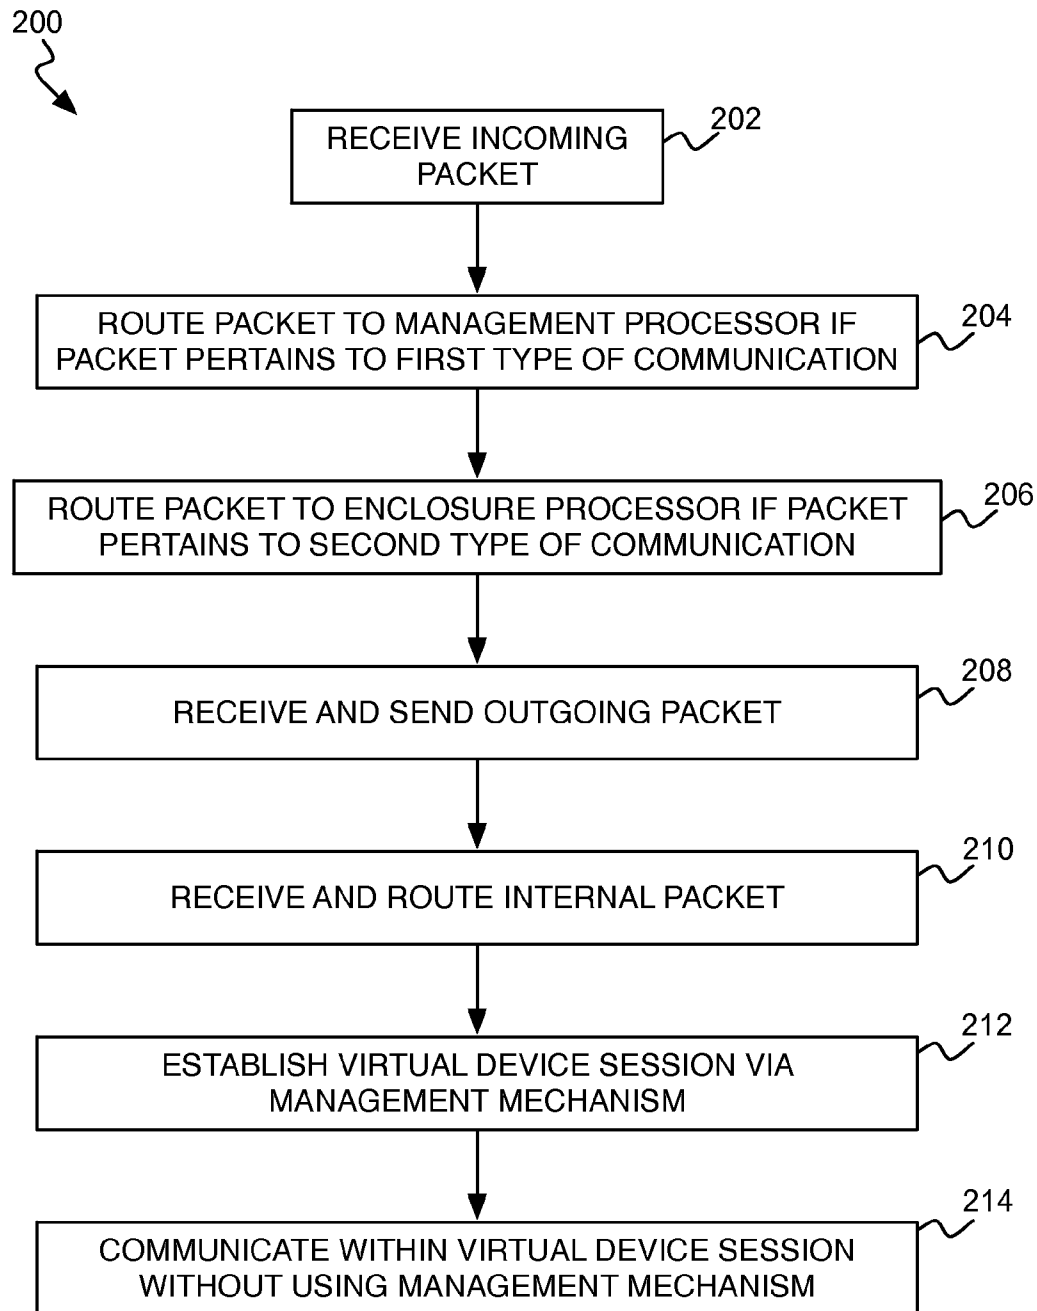 200
RECEIVE INCOMING
PACKET
202
ROUTE PACKET TO MANAGEMENT PROCESSOR IF
PACKET PERTAINS TO FIRST TYPE OF COMMUNICATION
204
ROUTE PACKET TO ENCLOSURE PROCESSOR IF PACKET
PERTAINS TO SECOND TYPE OF COMMUNICATION
206
RECEIVE AND SEND OUTGOING PACKET
208
RECEIVE AND ROUTE INTERNAL PACKET
210
ESTABLISH VIRTUAL DEVICE SESSION VIA
MANAGEMENT MECHANISM
212
COMMUNICATE WITHIN VIRTUAL DEVICE SESSION
WITHOUT USING MANAGEMENT MECHANISM
214